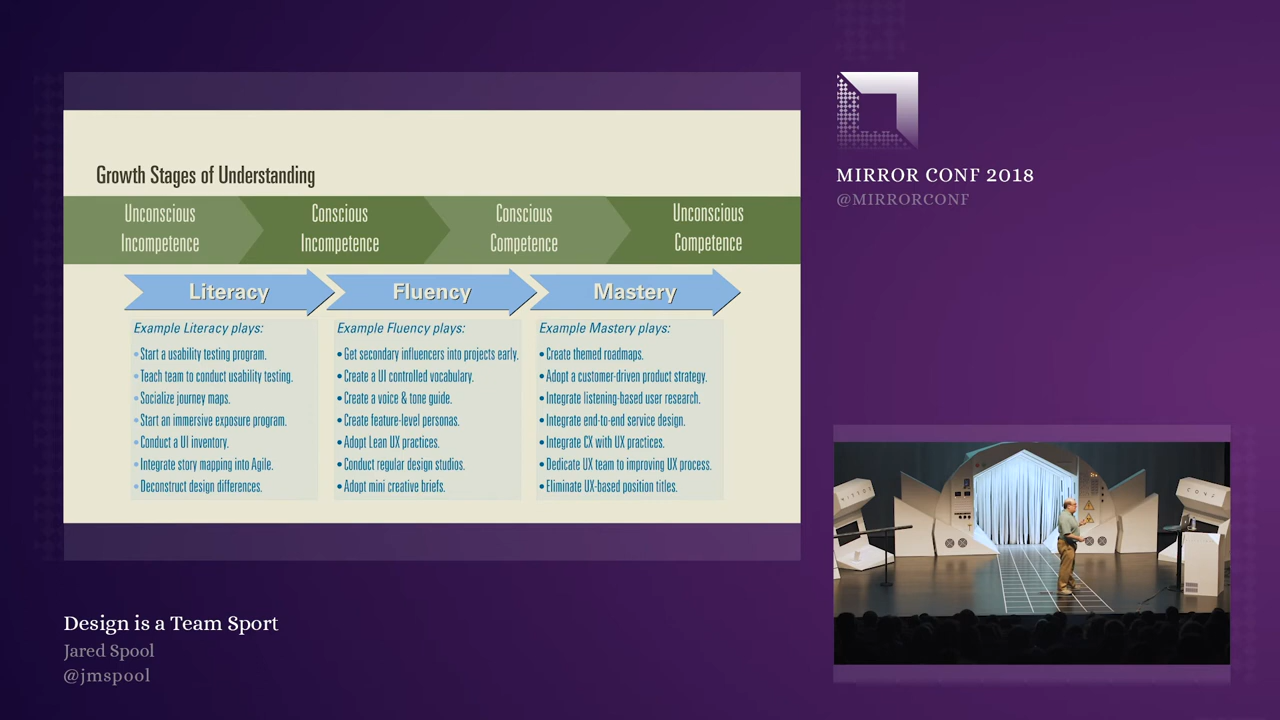 Growth Stages of Understanding
Unconscious
Incompetence
Conscious
Incompetence
Conscious
Competence
Unconscious
Competence
Literacy
Fluency
Mastery
Example Literacy plays:
• Start a usability testing program.
• Teach team to conduct usability testing.
• Socialize journey maps.
• Start an immersive exposure program.
• Conduct a UI inventory.
• Integrate story mapping into Agile.
• Deconstruct design differences.
Example Fluency plays:
• Get secondary influencers into projects early.
• Create a UI controlled vocabulary.
• Create a voice & tone guide.
• Create feature-level personas.
• Adopt Lean UX practices.
• Conduct regular design studios.
• Adopt mini creative briefs.
Example Mastery plays:
• Create themed roadmaps.
• Adopt a customer-driven product strategy.
• Integrate listening-based user research.
• Integrate end-to-end service design.
• Integrate CX with UX practices.
• Dedicate UX team to improving UX process.
• Eliminate UX-based position titles.
MIRROR CONF 2018
@MIRRORCONF
CONF
Design is a Team Sport
Jared Spool
@jmspool